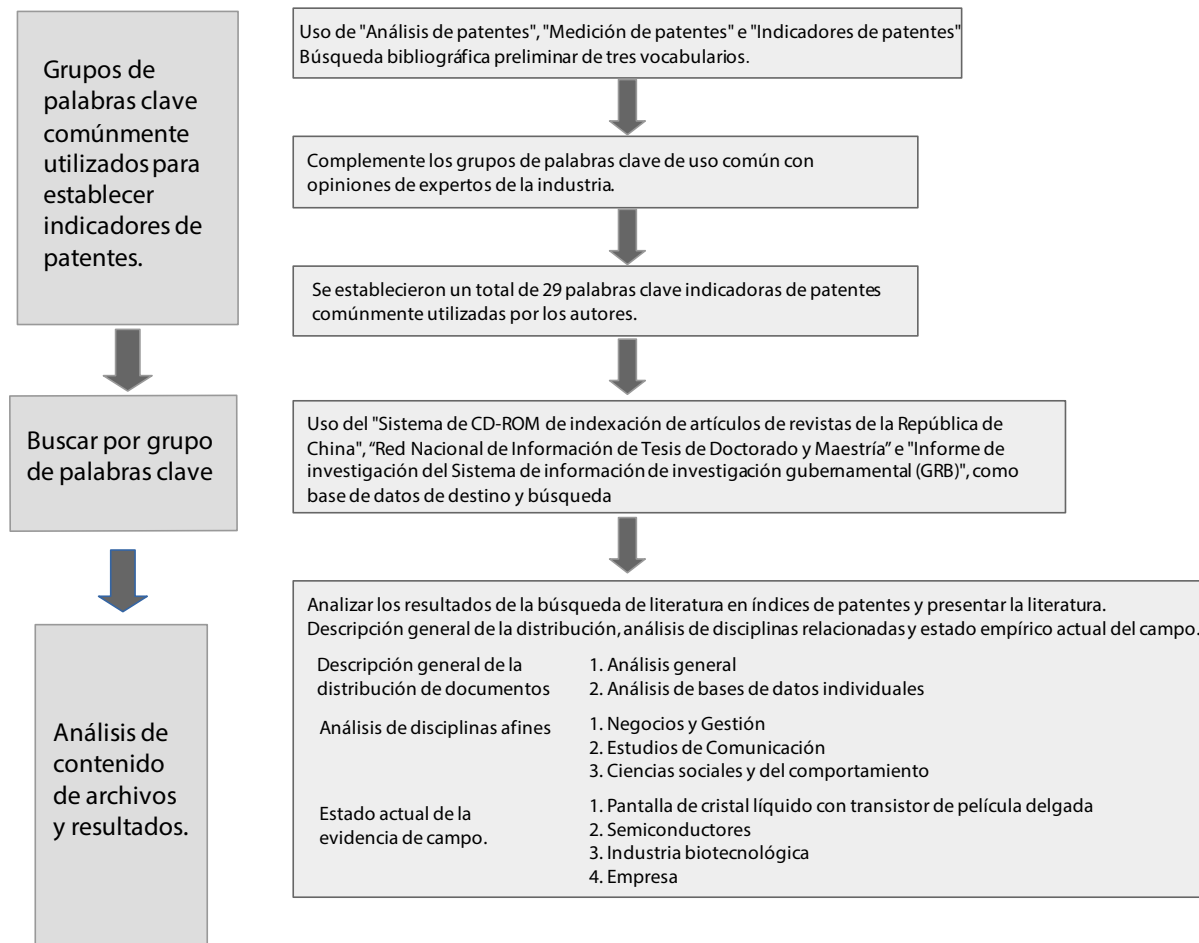 Grupos de
palabras clave
comúnmente
utilizados para
establecer
indicadores de
patentes.
Uso de "Análisis de patentes", "Medición de patentes" e "Indicadores de patentes"
Búsqueda bibliográfica preliminar de tres vocabularios.
Complemente los grupos de palabras clave de uso común con
opiniones de expertos de la industria.
Se establecieron un total de 29 palabras clave indicadoras de patentes
comúnmente utilizadas por los autores.
Buscar por grupo
de palabras clave
Uso del "Sistema de CD-ROM de indexación de artículos de revistas de la República de
China", “Red Nacional de Información de Tesis de Doctorado y Maestría” e "Informe de
investigación del Sistema de información de investigación gubernamental (GRB)", como
base de datos de destino y búsqueda
Análisis de
contenido
de archivos
y resultados.
Analizar los resultados de la búsqueda de literatura en índices de patentes y presentar la literatura.
Descripción general de la distribución, análisis de disciplinas relacionadas y estado empírico actual del campo.
Descripción general de la
distribución de documentos
1. Análisis general
2. Análisis de bases de datos individuales
Análisis de disciplinas afines
1. Negocios y Gestión
2. Estudios de Comunicación
3. Ciencias sociales y del comportamiento
Estado actual de la
evidencia de campo.
1. Pantalla de cristal líquido con transistor de película delgada
2. Semiconductores
3. Industria biotecnológica
4. Empresa